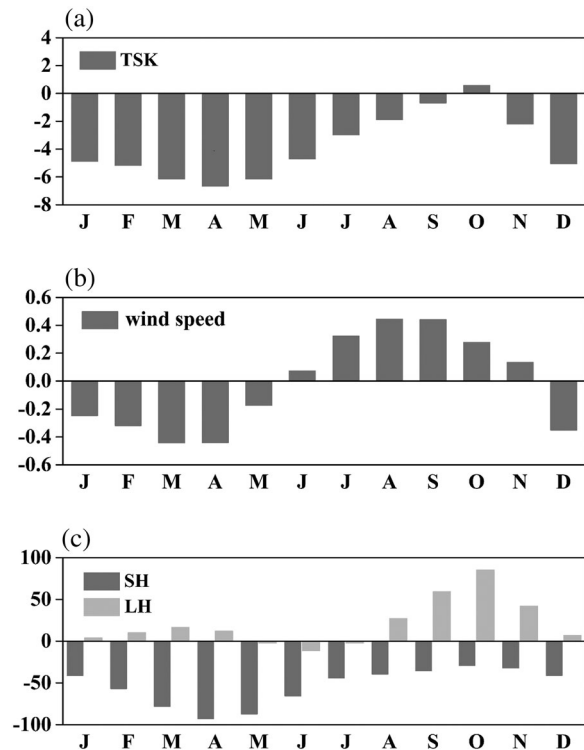 (a)
4
TSK
2
0
-2
-4
-6
-8
J F M A M J J A S O N D
(b)
0.6
wind speed
0.4
0.2
0.0
-0.2
-0.4
-0.6
J F M A M J J A S O N D
(c)
100
SH
50
LH
0
-50
-100
J F M A M J J A S O N D